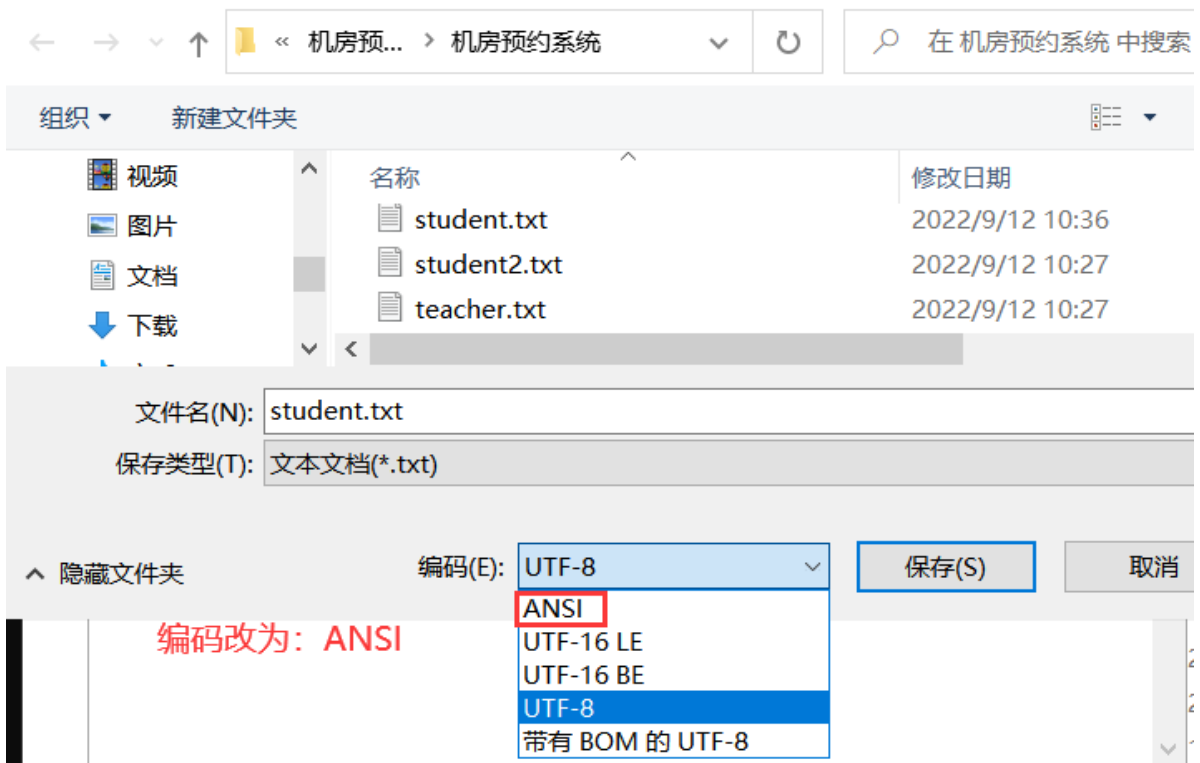 « 机房预... › 机房预约系统
在 机房预约系统 中搜索
组织 新建文件夹
视频
图片
文档
下载
名称 修改日期
student.txt 2022/9/12 10:36
student2.txt 2022/9/12 10:27
teacher.txt 2022/9/12 10:27
文件名(N): student.txt
保存类型(T): 文本文档(*.txt)
隐藏文件夹
编码(E): UTF-8
保存(S) 取消
ANSI
UTF-16 LE
UTF-16 BE
UTF-8
带有 BOM 的 UTF-8
编码改为：ANSI